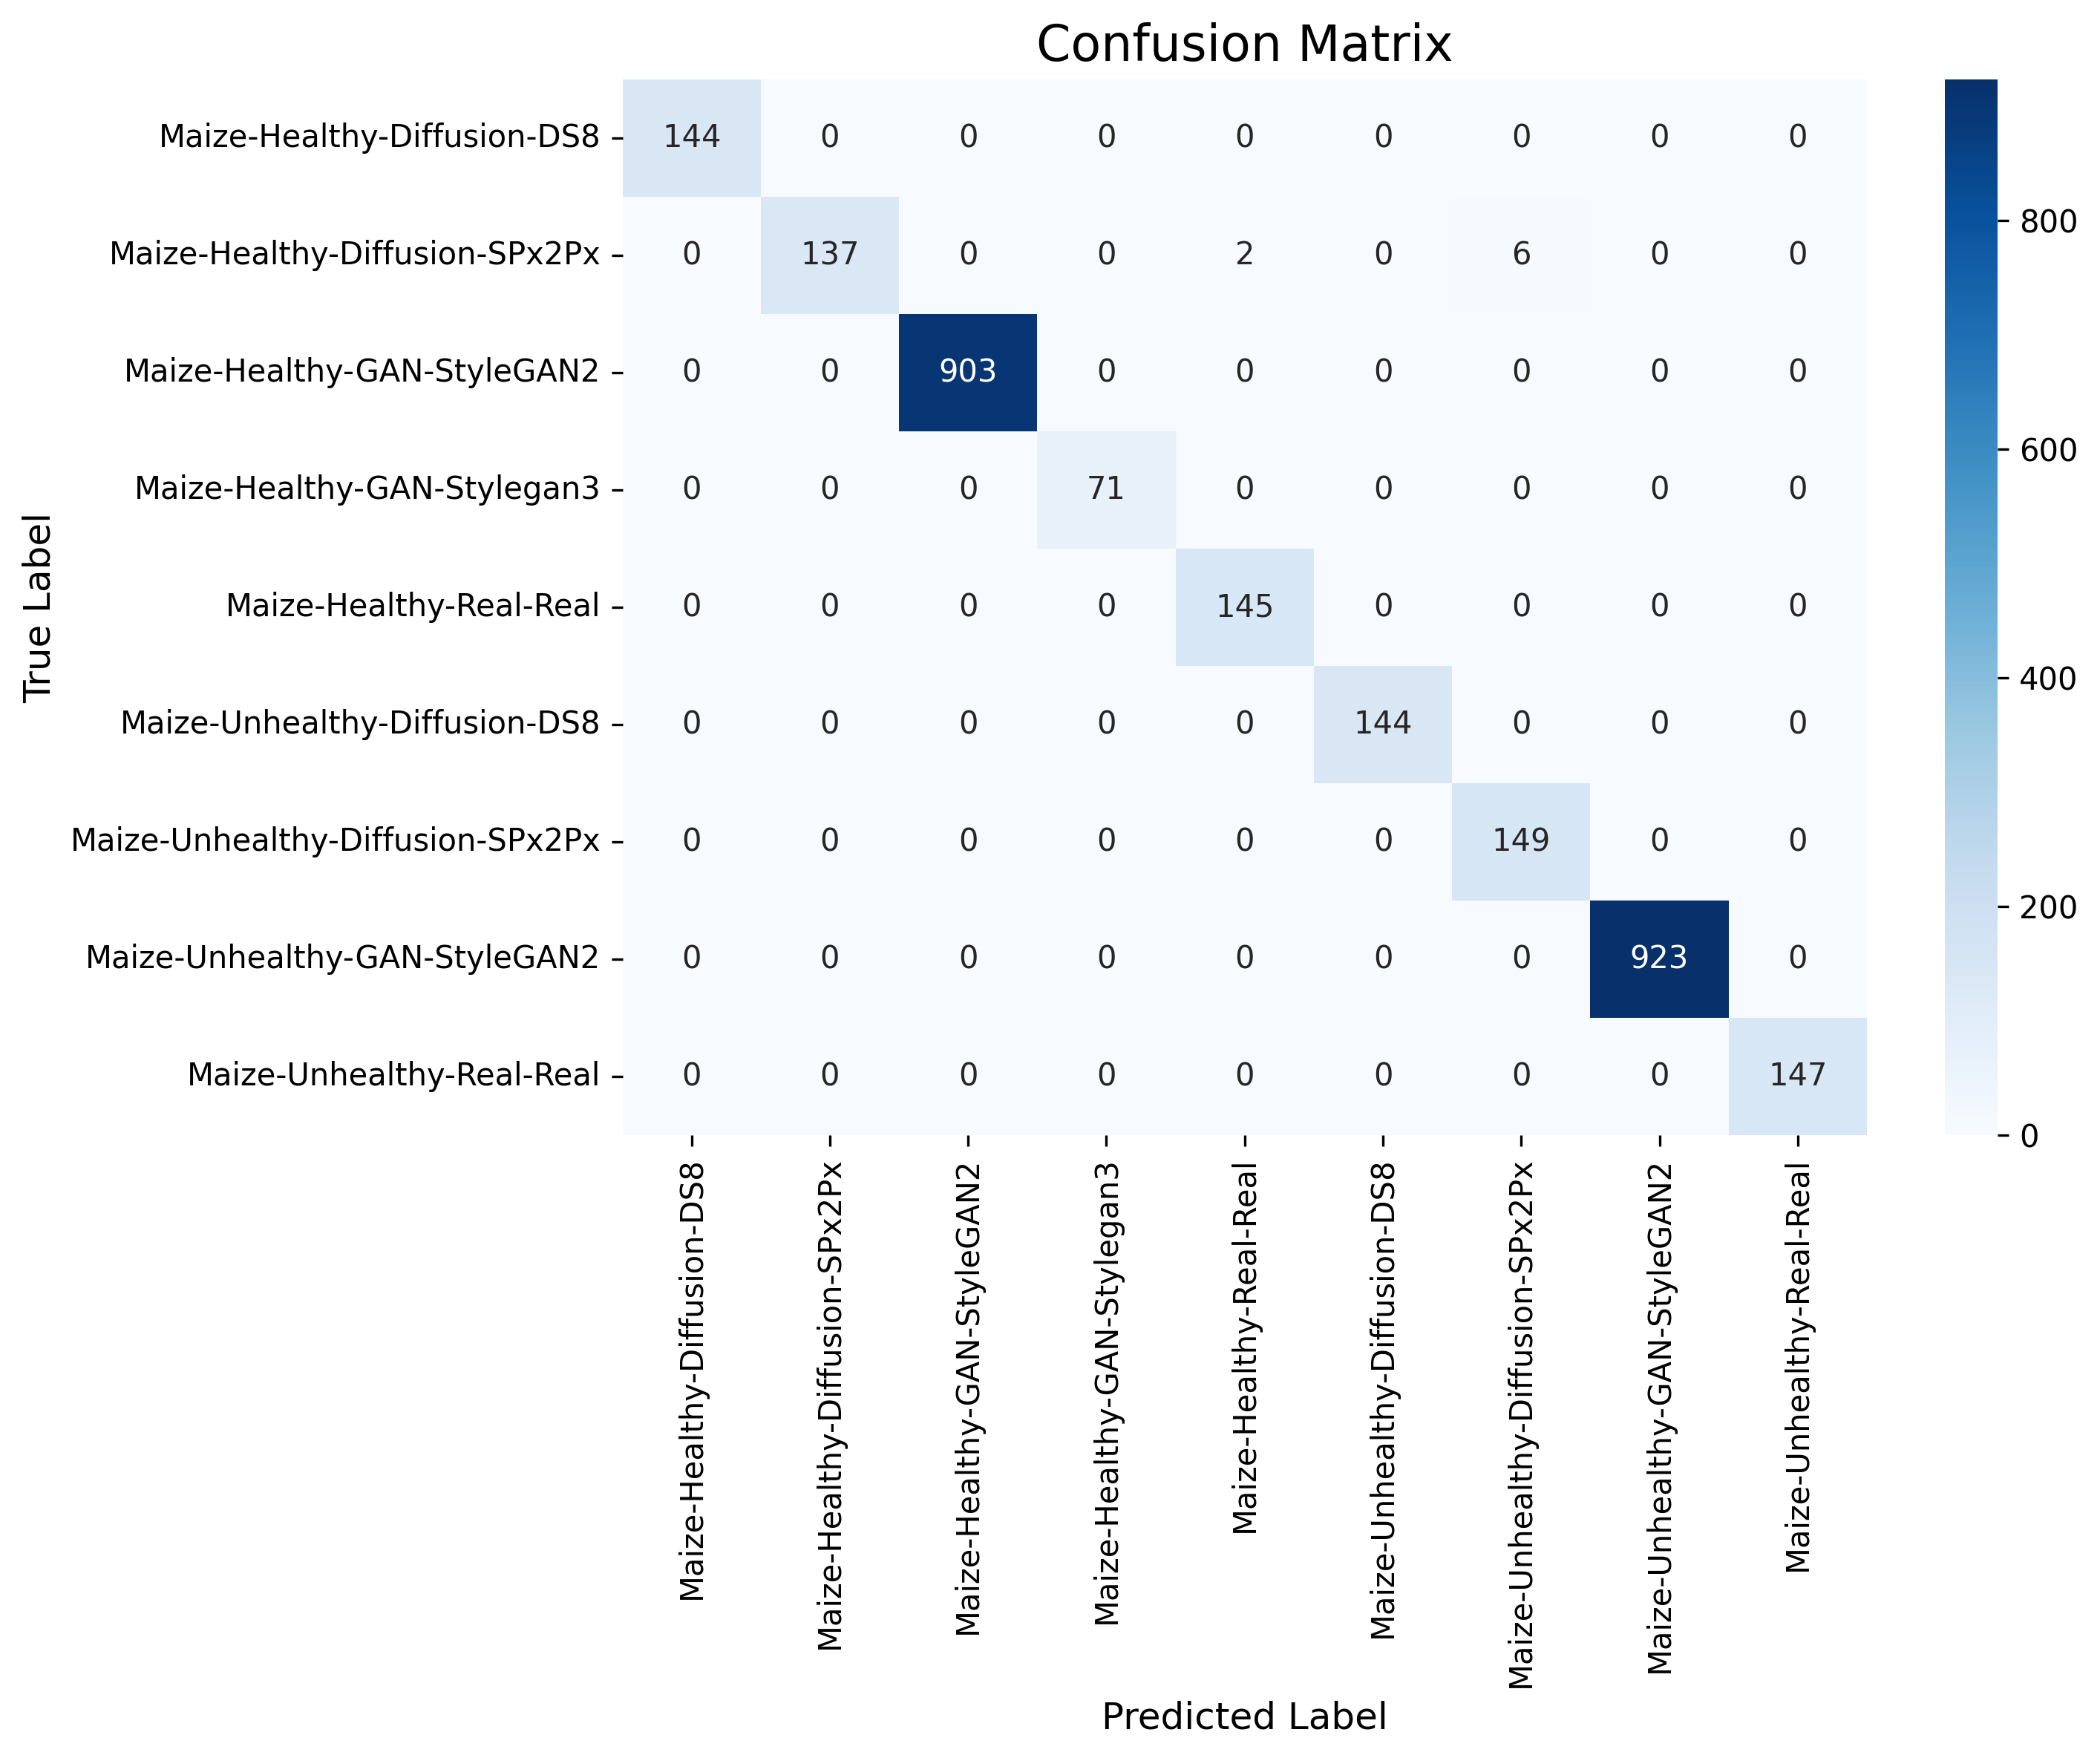 Confusion Matrix
True Label
Maize-Healthy-Diffusion-DS8 144 0 0 0 0 0 0 0 0
Maize-Healthy-Diffusion-SPx2Px 0 137 0 0 2 0 6 0 0
Maize-Healthy-GAN-StyleGAN2 0 0 903 0 0 0 0 0 0
Maize-Healthy-GAN-Stylegan3 0 0 0 71 0 0 0 0 0
Maize-Healthy-Real-Real 0 0 0 0 145 0 0 0 0
Maize-Unhealthy-Diffusion-DS8 0 0 0 0 0 144 0 0 0
Maize-Unhealthy-Diffusion-SPx2Px 0 0 0 0 0 0 149 0 0
Maize-Unhealthy-GAN-StyleGAN2 0 0 0 0 0 0 0 923 0
Maize-Unhealthy-Real-Real 0 0 0 0 0 0 0 0 147
Maize-Healthy-Diffusion-DS8
Maize-Healthy-Diffusion-SPx2Px
Maize-Healthy-GAN-StyleGAN2
Maize-Healthy-GAN-Stylegan3
Maize-Healthy-Real-Real
Maize-Unhealthy-Diffusion-DS8
Maize-Unhealthy-Diffusion-SPx2Px
Maize-Unhealthy-GAN-StyleGAN2
Maize-Unhealthy-Real-Real
Predicted Label
800
600
400
200
0